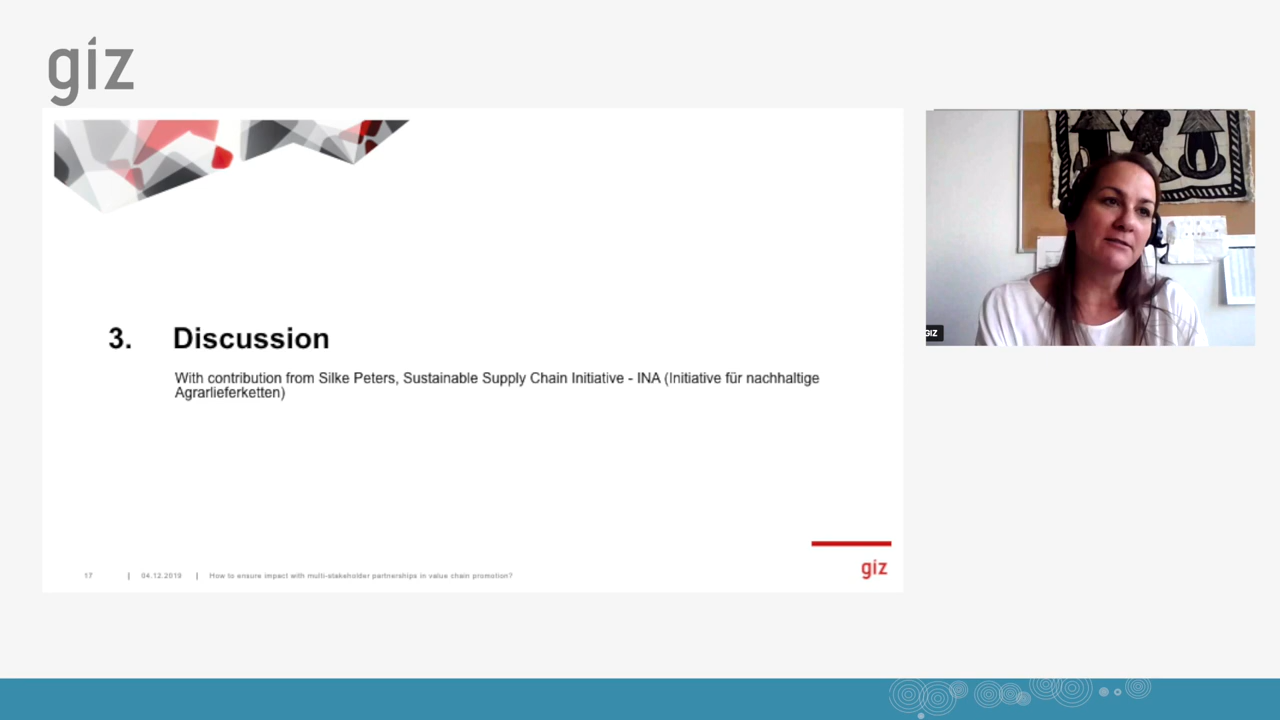 giz
3. Discussion
With contribution from Silke Peters, Sustainable Supply Chain Initiative - INA (Initiative für nachhaltige
Agrarlieferketten)
GIZ
giz
17 | 04.12.2019 | How to ensure impact with multi-stakeholder partnerships in value chain promotion?